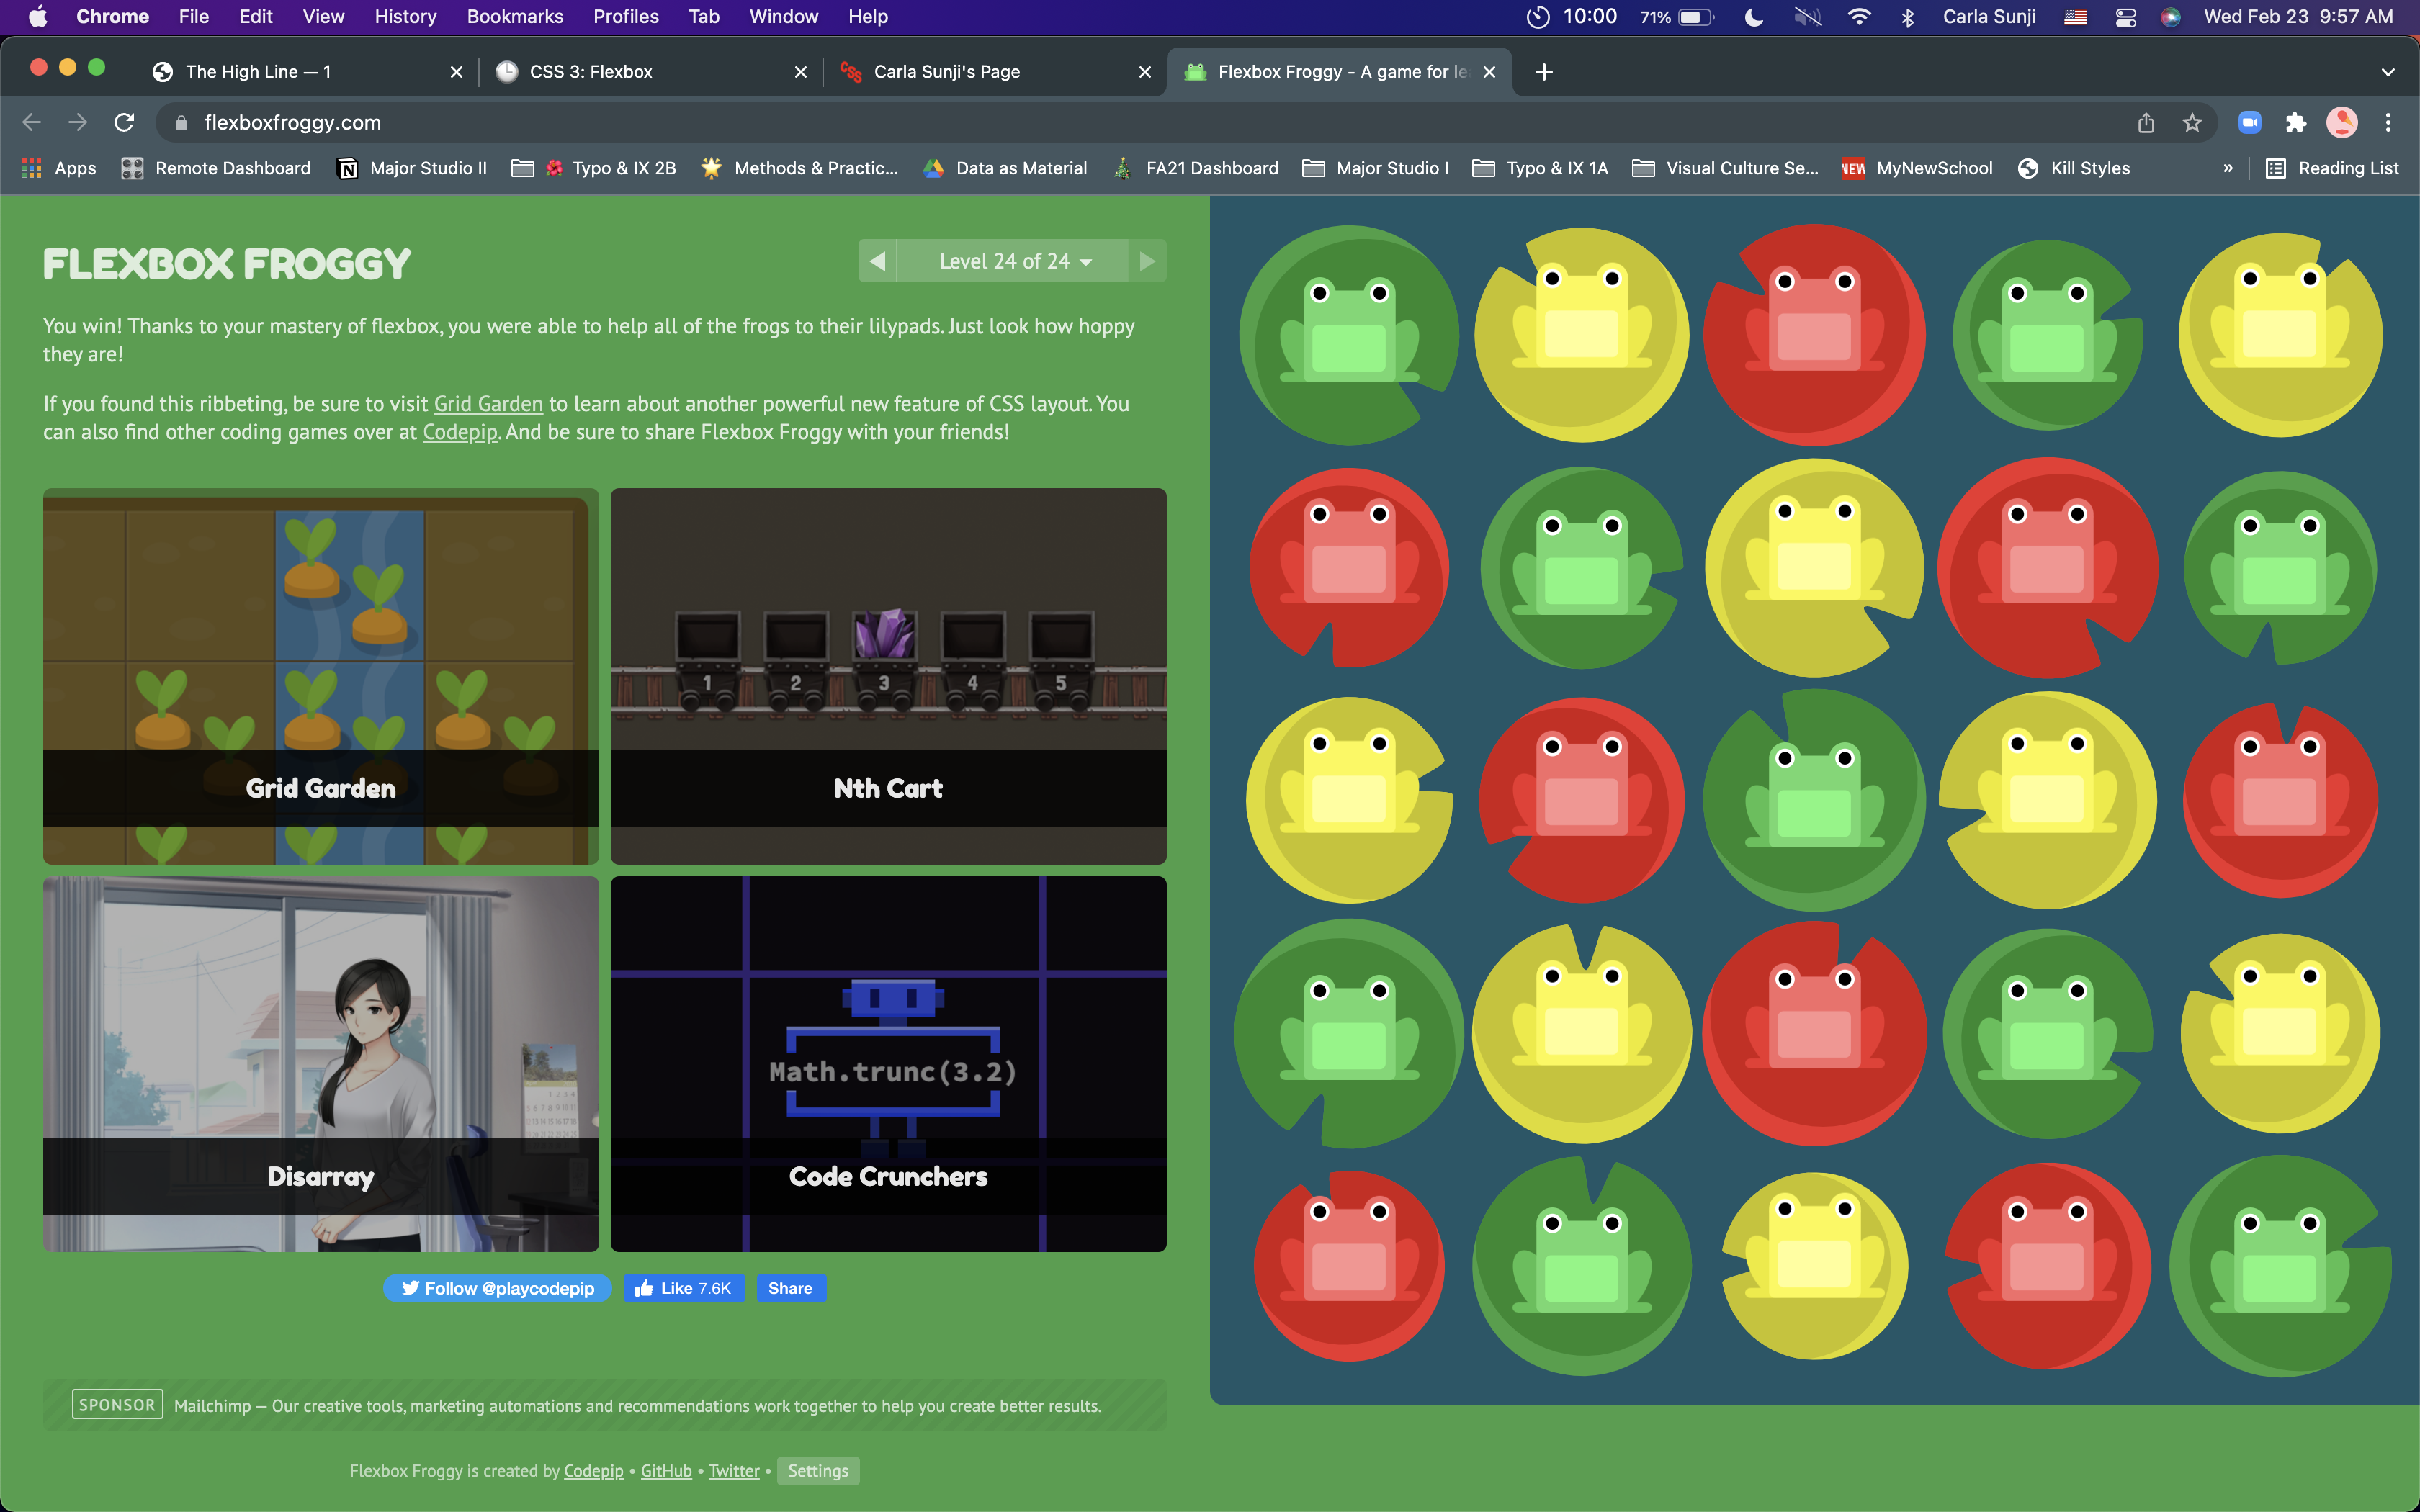 Chrome File Edit View History Bookmarks Profiles Tab Window Help 10:00 71% Carla Sunji Wed Feb 23 9:57 AM
The High Line — 1 CSS 3: Flexbox CSS Carla Sunji's Page Flexbox Froggy - A game for le
flexboxfroggy.com
Apps Remote Dashboard Major Studio II Typo & IX 2B Methods & Practic... Data as Material FA21 Dashboard Major Studio I Typo & IX 1A Visual Culture Se... NEW MyNewSchool Kill Styles » Reading List
FLEXBOX FROGGY
Level 24 of 24
You win! Thanks to your mastery of flexbox, you were able to help all of the frogs to their lilypads. Just look how hoppy
they are!
If you found this ribbeting, be sure to visit Grid Garden to learn about another powerful new feature of CSS layout. You
can also find other coding games over at Codepip. And be sure to share Flexbox Froggy with your friends!
1 2 3 4 5
Grid Garden
Nth Cart
Math.trunc(3.2)
Disarray
Code Crunchers
Follow @playcodepip Like 7.6K Share
SPONSOR Mailchimp — Our creative tools, marketing automations and recommendations work together to help you create better results.
Flexbox Froggy is created by Codepip • GitHub • Twitter • Settings